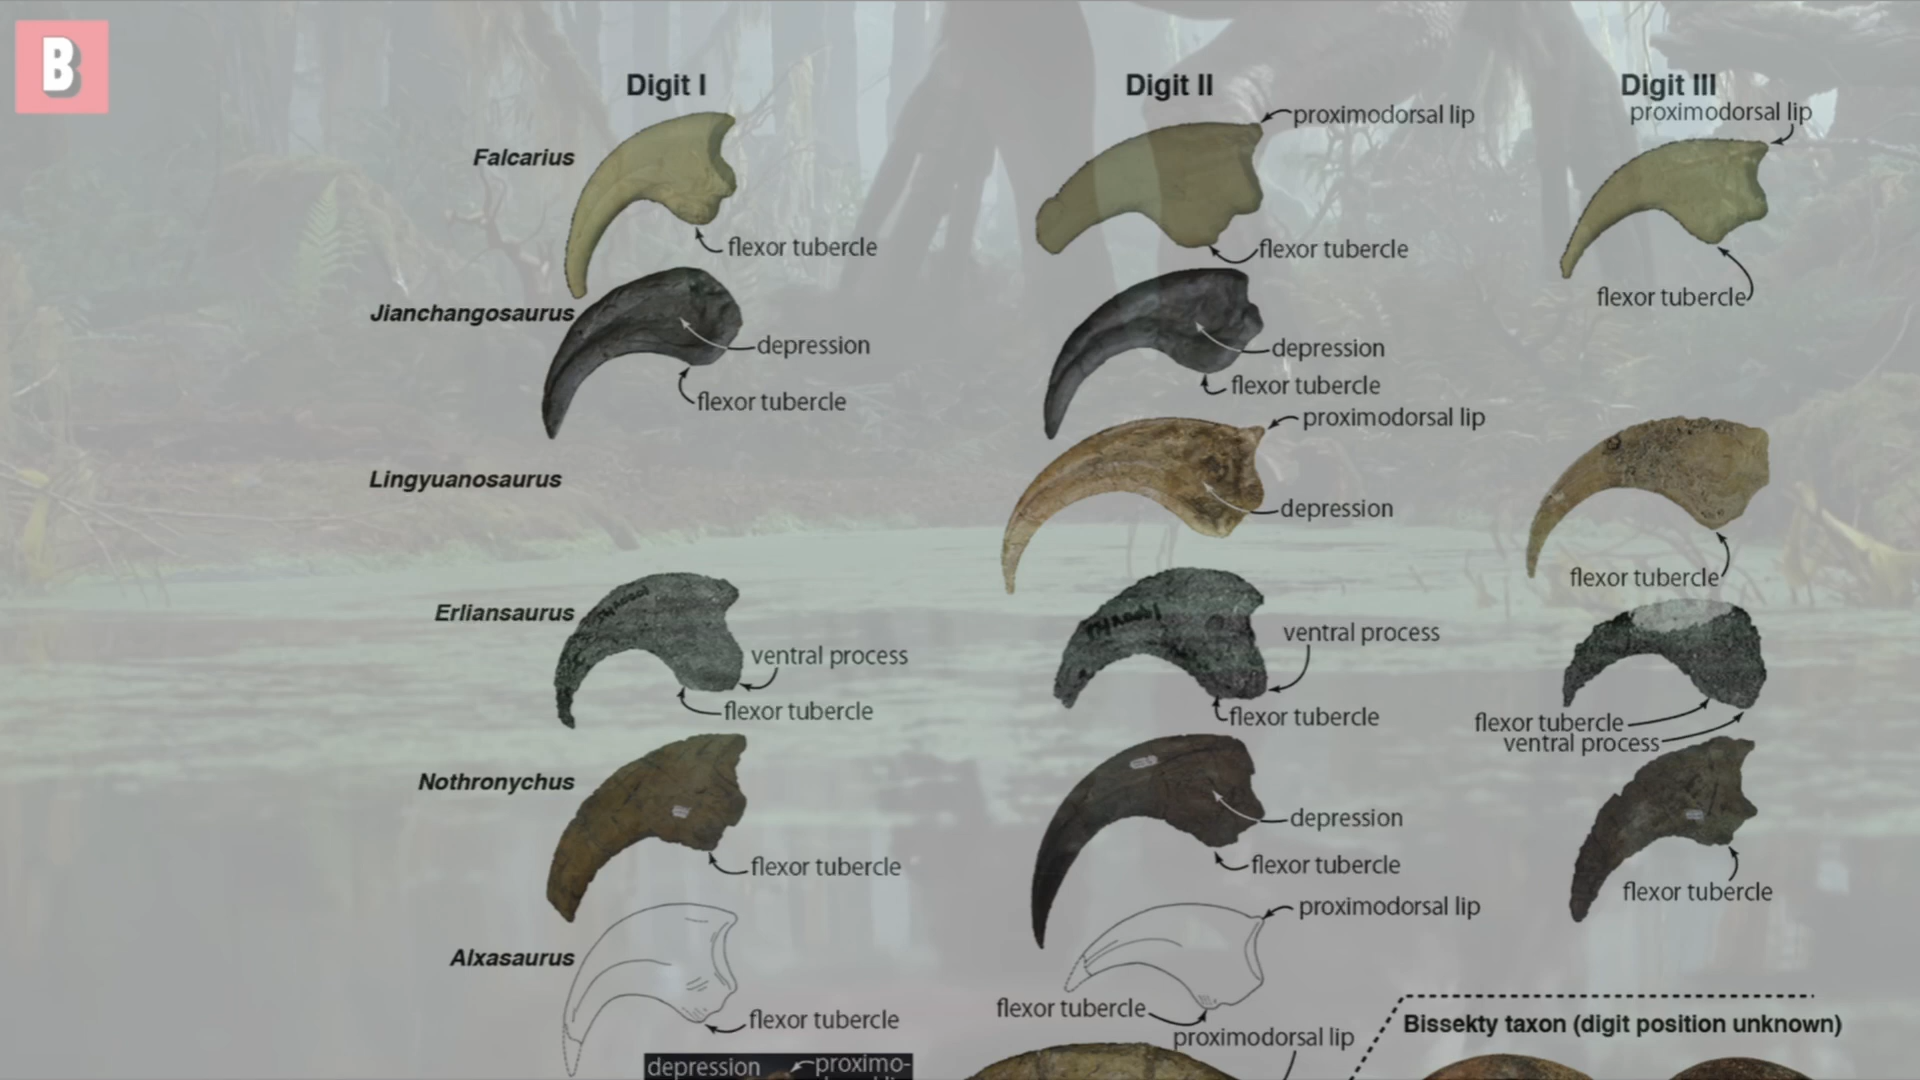 B
Digit I
Digit II
Digit III
proximodorsal lip
proximodorsal lip
Falcarius
flexor tubercle
flexor tubercle
flexor tubercle
Jianchangosaurus
depression
depression
flexor tubercle
flexor tubercle
proximodorsal lip
Lingyuanosaurus
depression
flexor tubercle
Erliansaurus
ventral process
ventral process
flexor tubercle
flexor tubercle
flexor tubercle
ventral process
Nothronychus
depression
flexor tubercle
flexor tubercle
flexor tubercle
proximodorsal lip
Alxasaurus
flexor tubercle
flexor tubercle
proximodorsal lip
Bissekty taxon (digit position unknown)
depression
proximo-